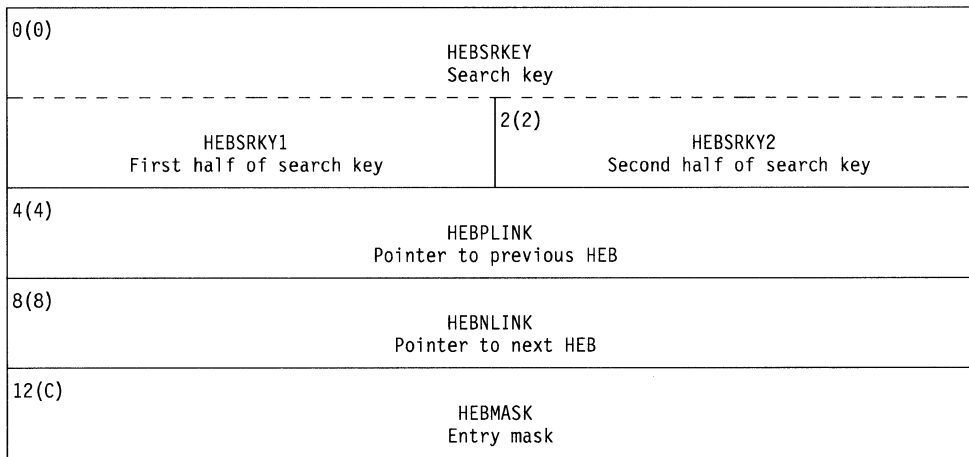 0(0)
HEBSRKEY
Search key
2(2)
HEBSRKY1
First half of search key
HEBSRKY2
Second half of search key
4(4)
HEBPLINK
Pointer to previous HEB
8(8)
HEBNLINK
Pointer to next HEB
12(C)
HEBMASK
Entry mask